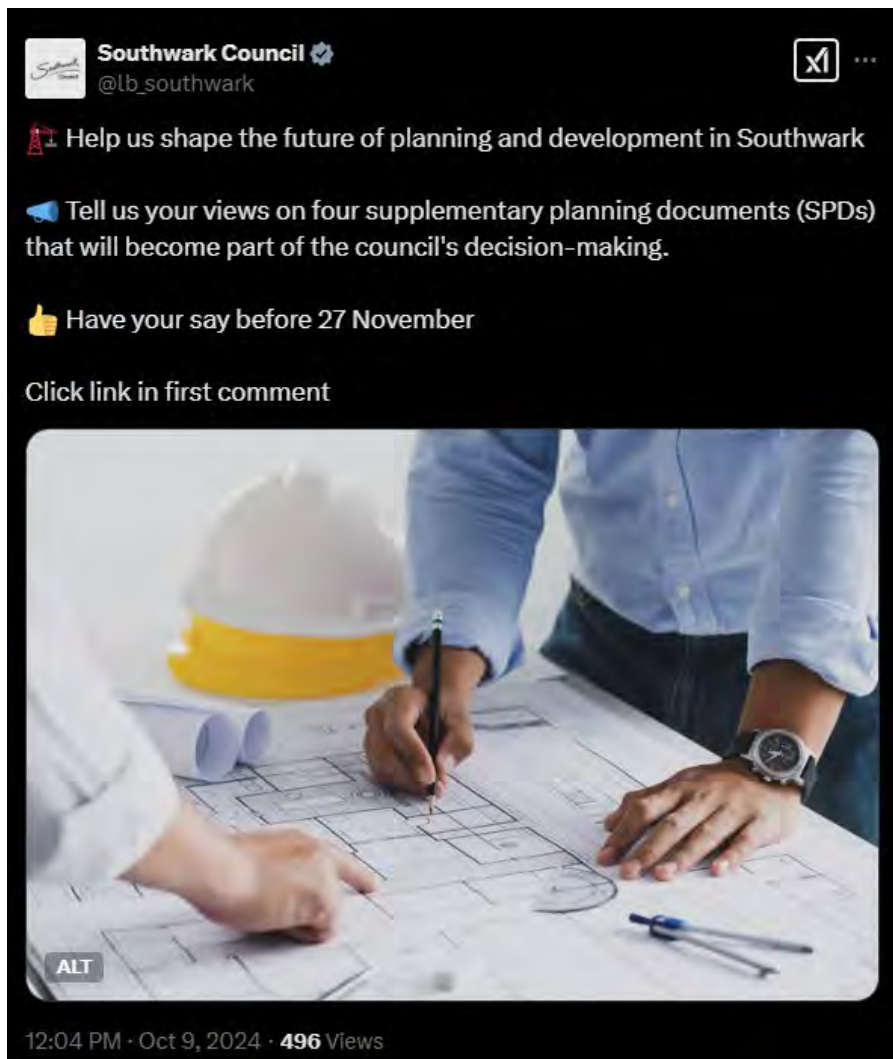 Southwark Council
@lb_southwark
Help us shape the future of planning and development in Southwark
Tell us your views on four supplementary planning documents (SPDs)
that will become part of the council's decision-making.
Have your say before 27 November
Click link in first comment
ALT
12:04 PM · Oct 9, 2024 · 496 Views